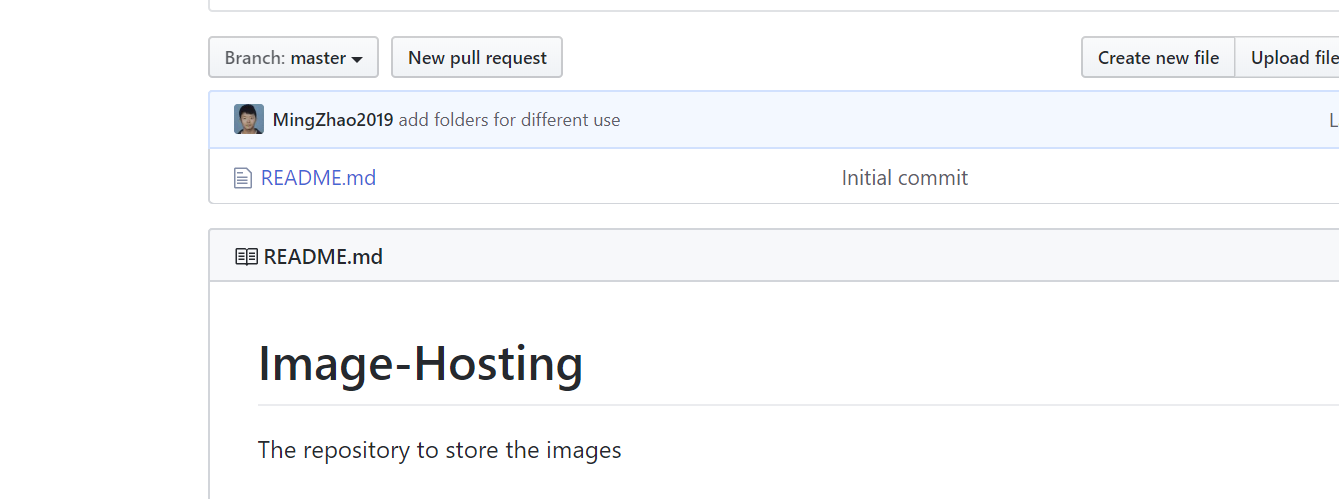 Branch: master New pull request Create new file Upload file
MingZhao2019 add folders for different use L
README.md Initial commit
README.md
Image-Hosting
The repository to store the images